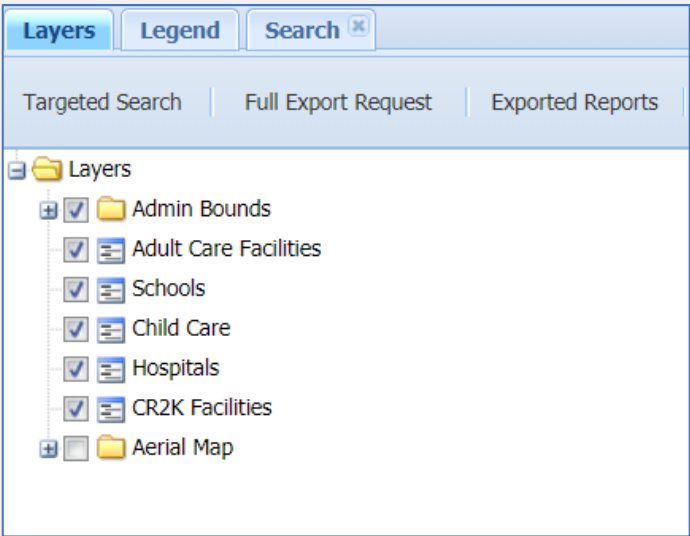 Layers Legend Search
Targeted Search Full Export Request Exported Reports
Layers
Admin Bounds
Adult Care Facilities
Schools
Child Care
Hospitals
CR2K Facilities
Aerial Map